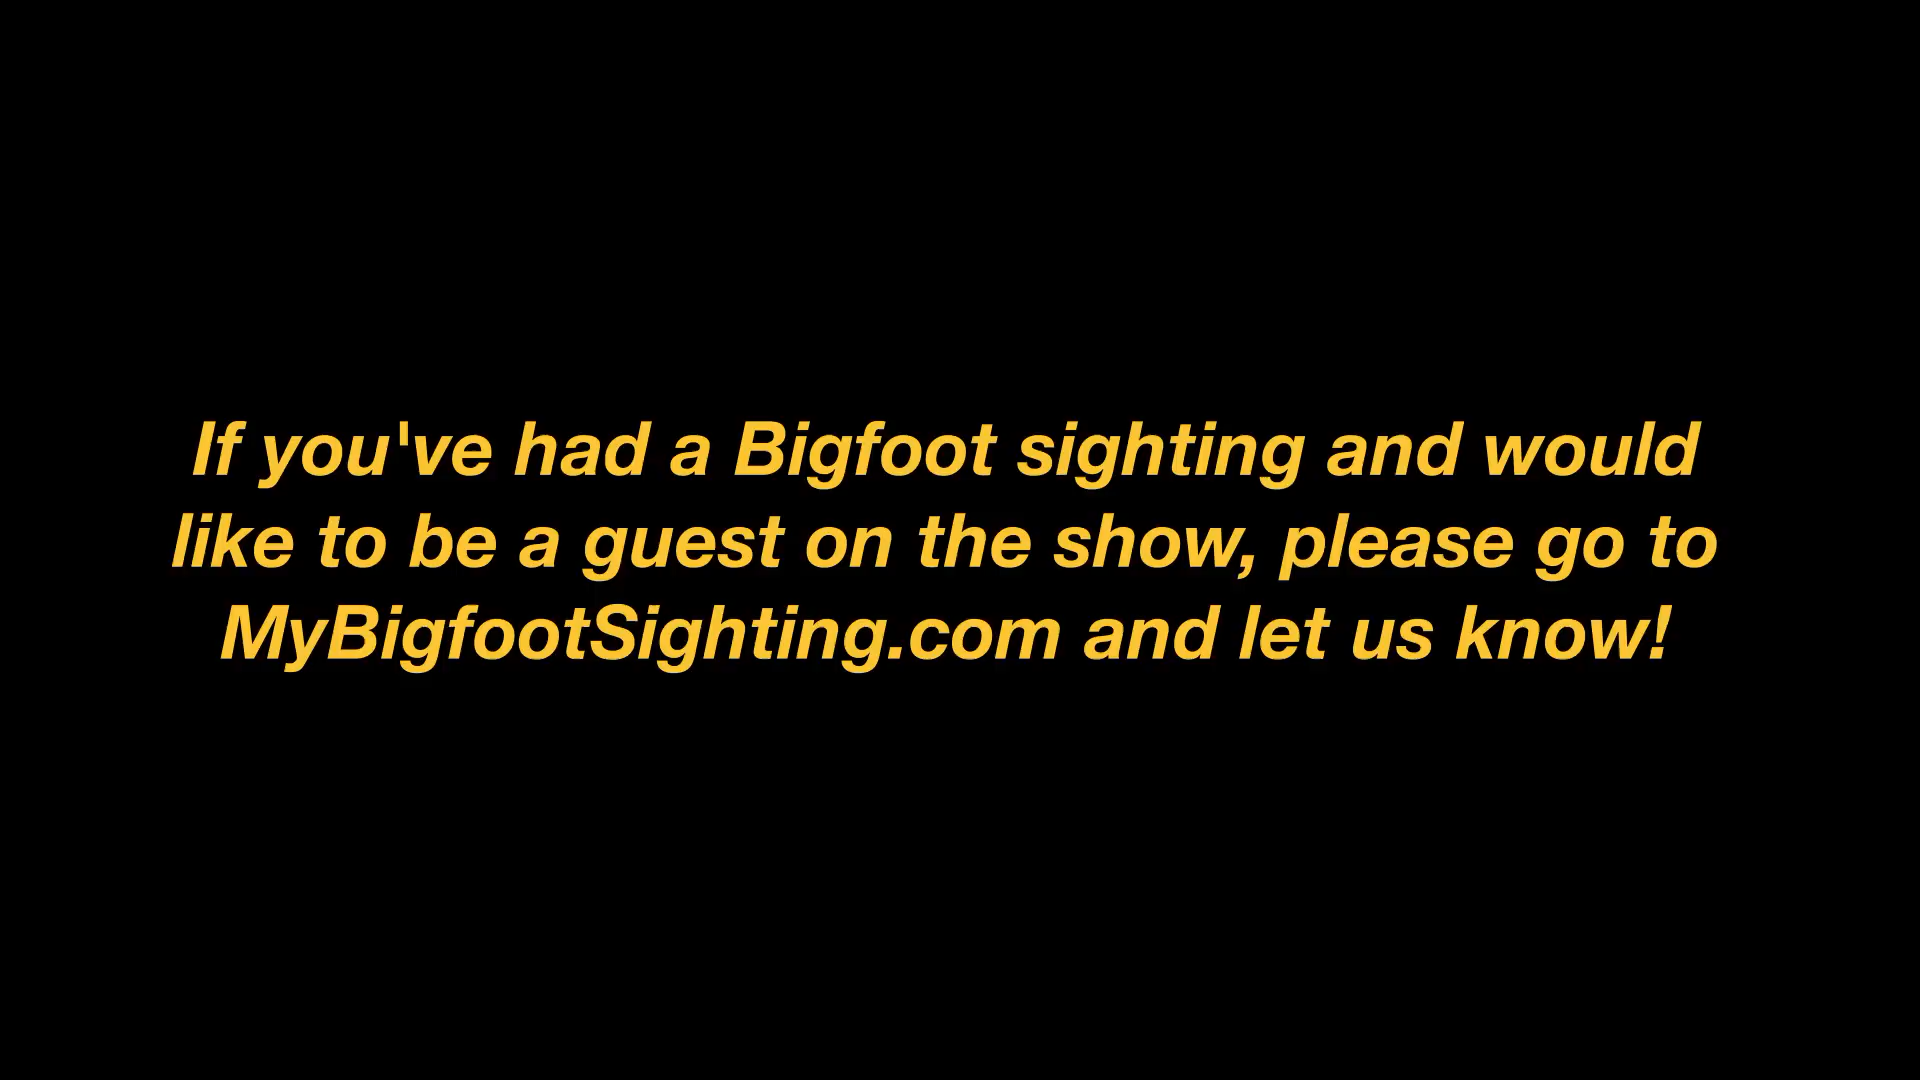 If you've had a Bigfoot sighting and would
like to be a guest on the show, please go to
MyBigfootSighting.com and let us know!